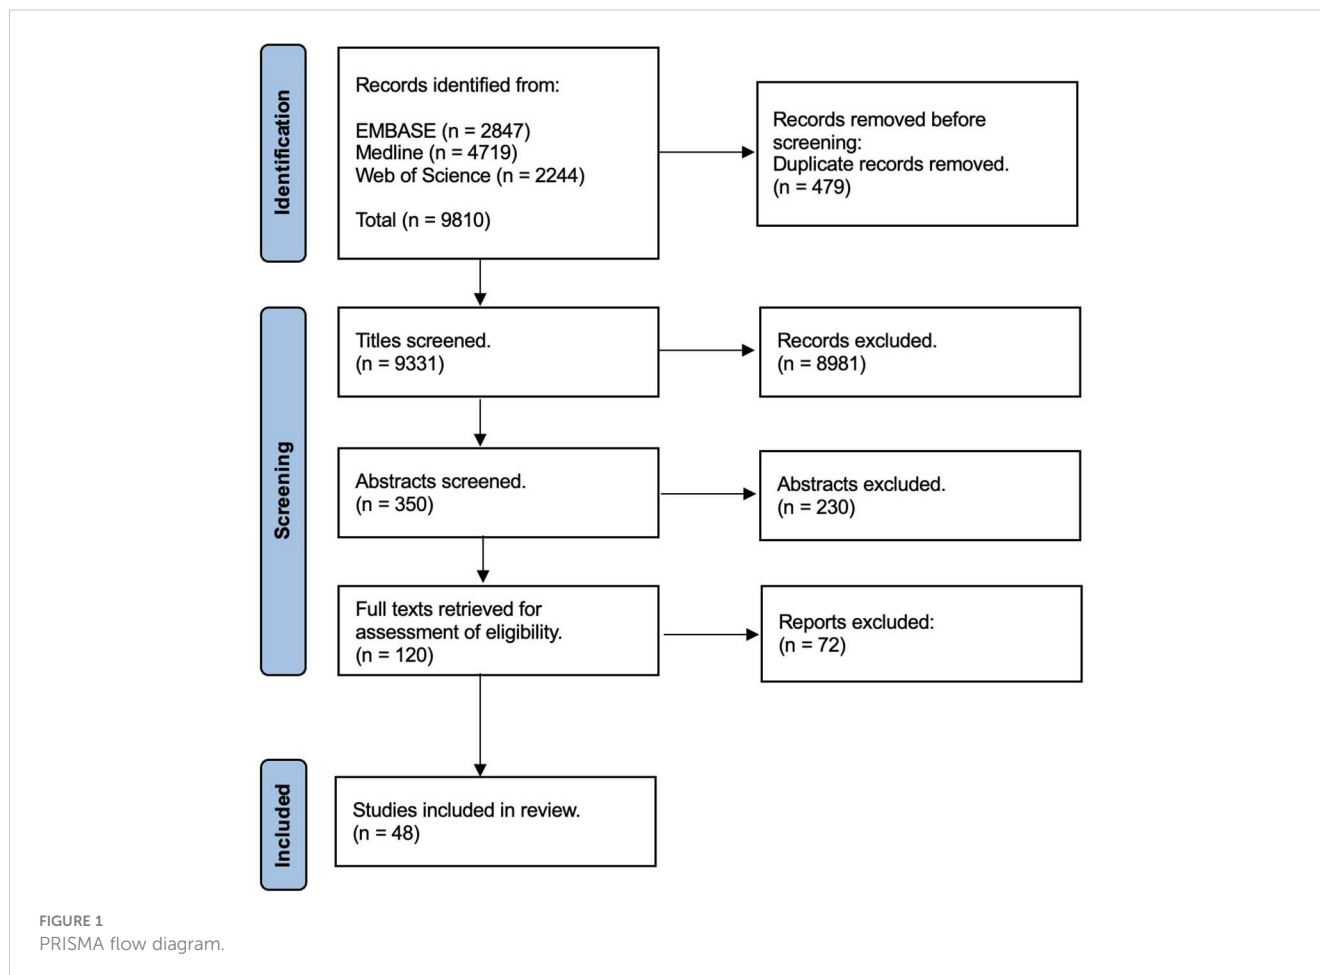 Identification
Records identified from:
EMBASE (n = 2847)
Medline (n = 4719)
Web of Science (n = 2244)
Total (n = 9810)
Records removed before
screening:
Duplicate records removed.
(n = 479)
Screening
Titles screened.
(n = 9331)
Records excluded.
(n = 8981)
Abstracts screened.
(n = 350)
Abstracts excluded.
(n = 230)
Full texts retrieved for
assessment of eligibility.
(n = 120)
Reports excluded:
(n = 72)
Included
Studies included in review.
(n = 48)
FIGURE 1
PRISMA flow diagram.